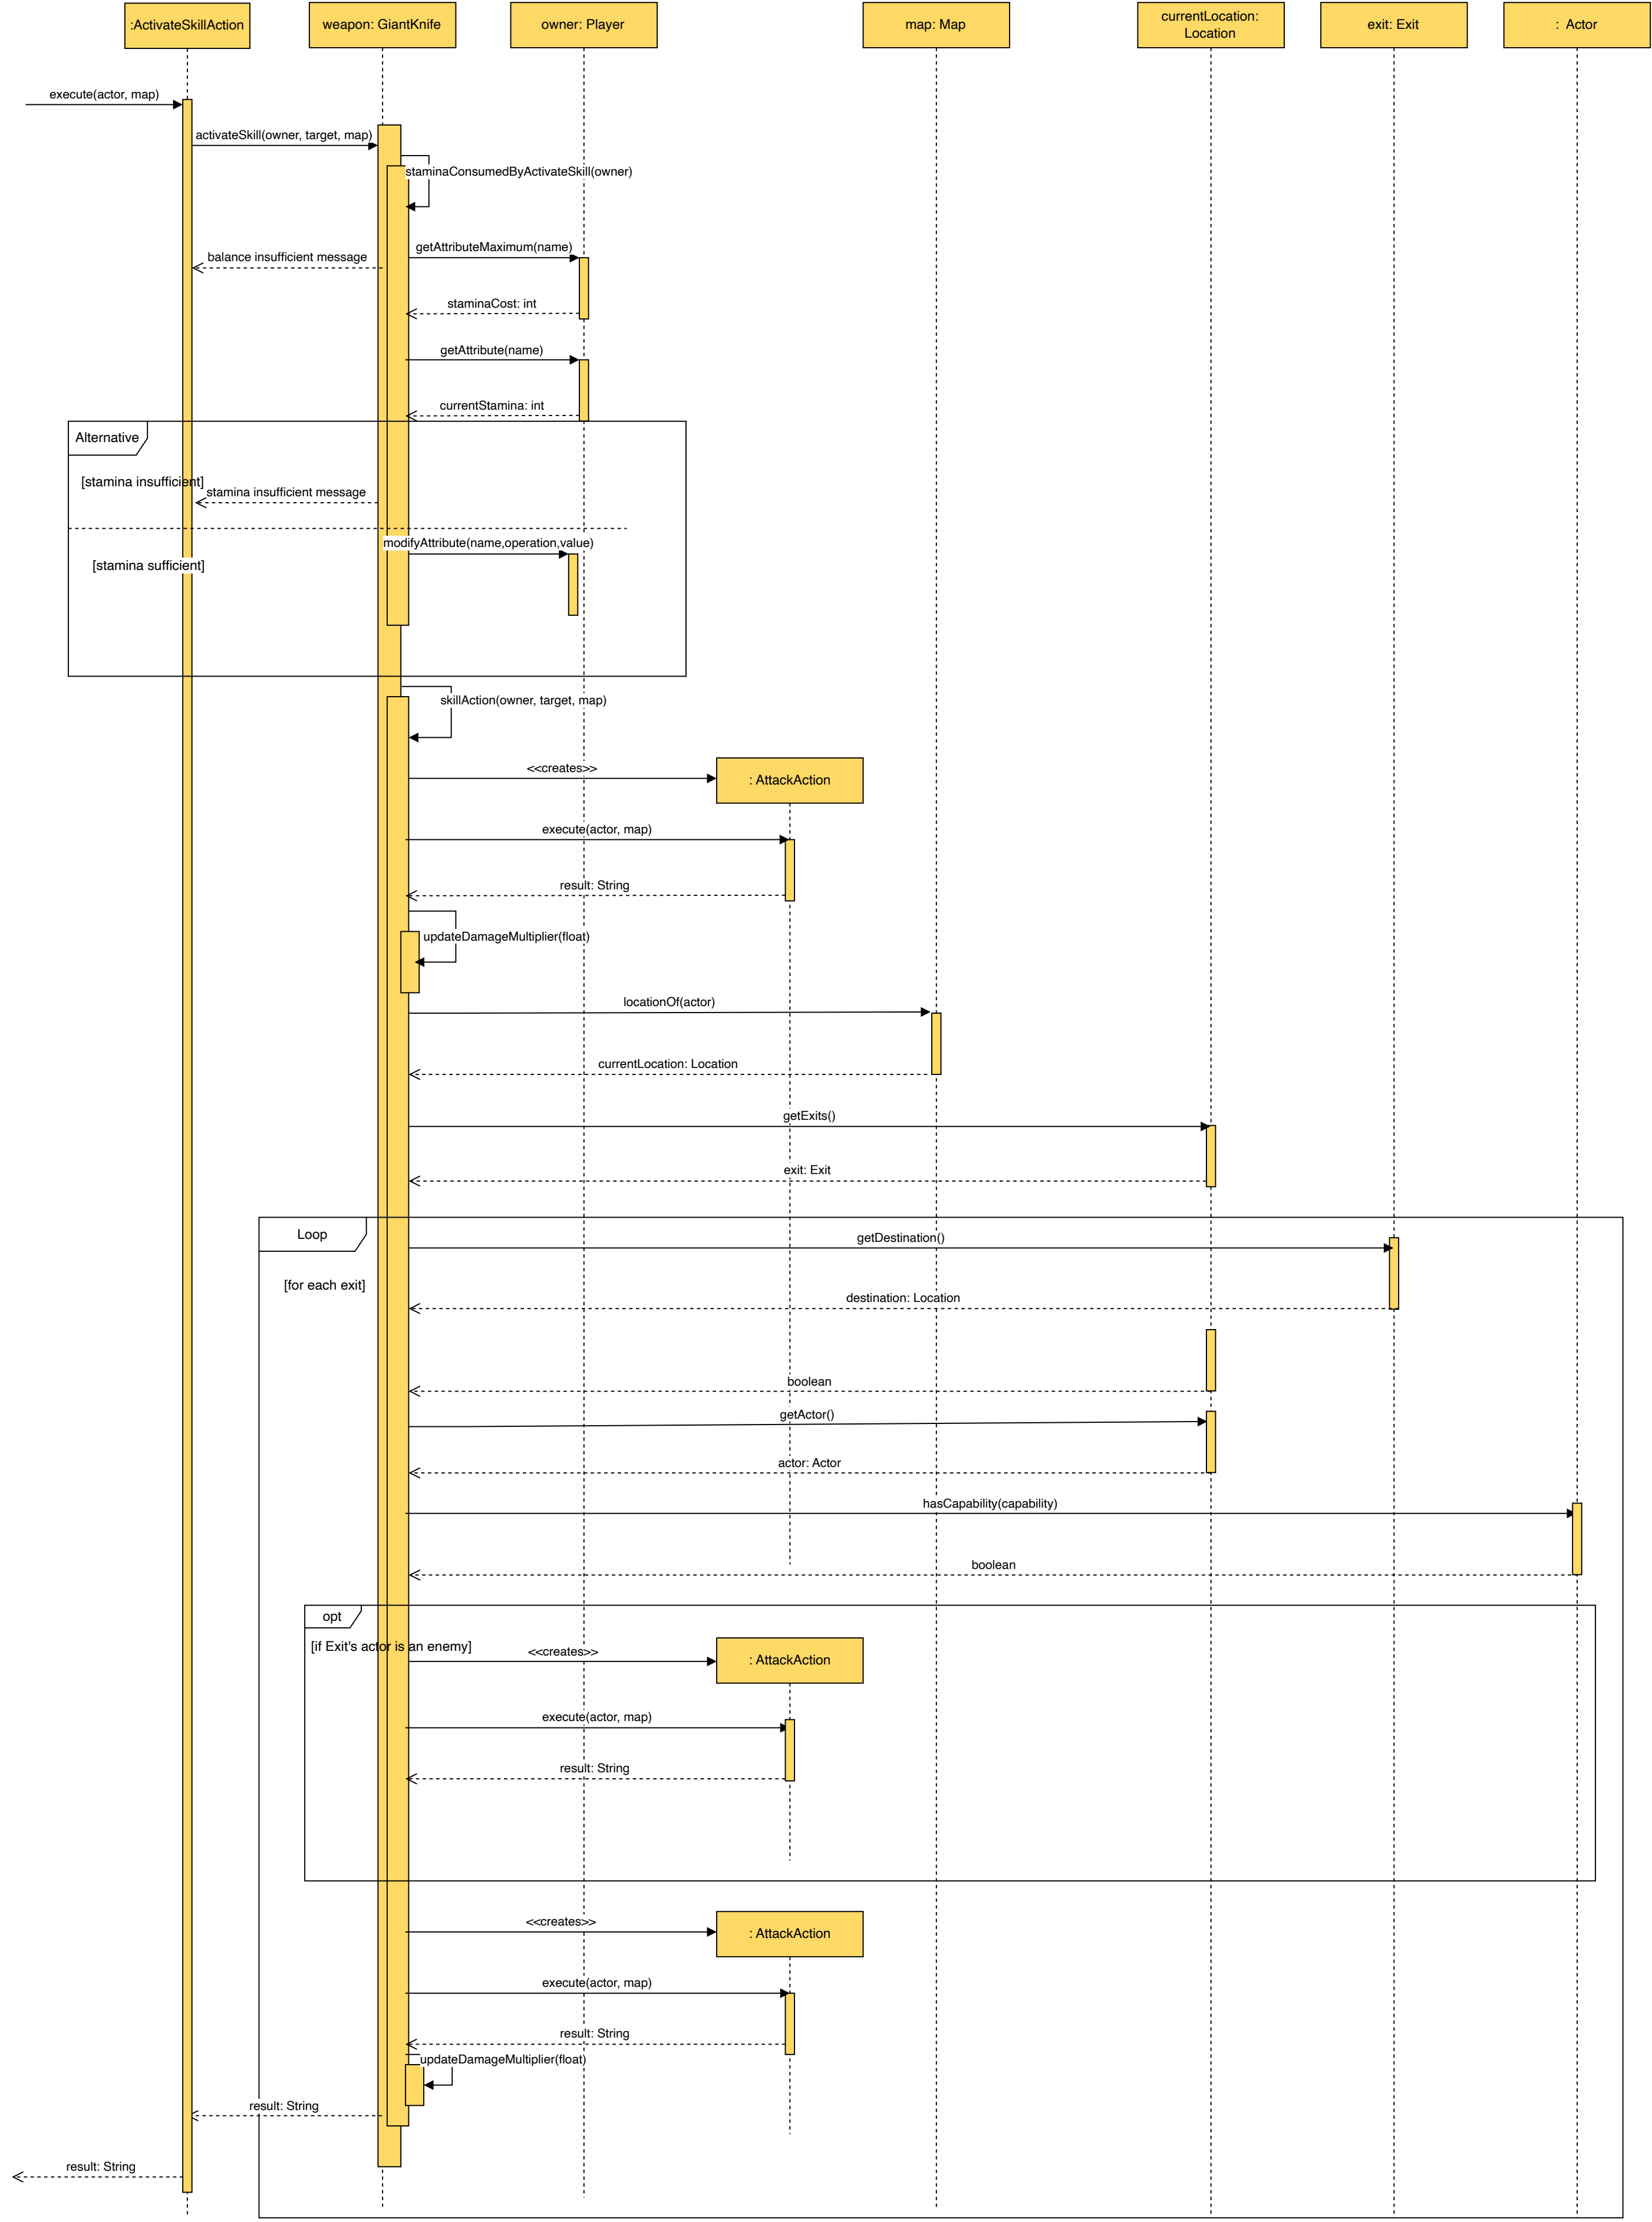 :ActivateSkillAction
weapon: GiantKnife
owner: Player
map: Map
currentLocation:
Location
exit: Exit
:  Actor
execute(actor, map)
activateSkill(owner, target, map)
staminaConsumedByActivateSkill(owner)
getAttributeMaximum(name)
balance insufficient message
staminaCost: int
getAttribute(name)
currentStamina: int
Alternative
[stamina insufficient]
stamina insufficient message
modifyAttribute(name,operation,value)
[stamina sufficient]
skillAction(owner, target, map)
<<creates>>
: AttackAction
execute(actor, map)
result: String
updateDamageMultiplier(float)
locationOf(actor)
currentLocation: Location
getExits()
exit: Exit
Loop
getDestination()
[for each exit]
destination: Location
boolean
getActor()
actor: Actor
hasCapability(capability)
boolean
opt
[if Exit's actor is an enemy]
<<creates>>
: AttackAction
execute(actor, map)
result: String
<<creates>>
: AttackAction
execute(actor, map)
result: String
updateDamageMultiplier(float)
result: String
result: String